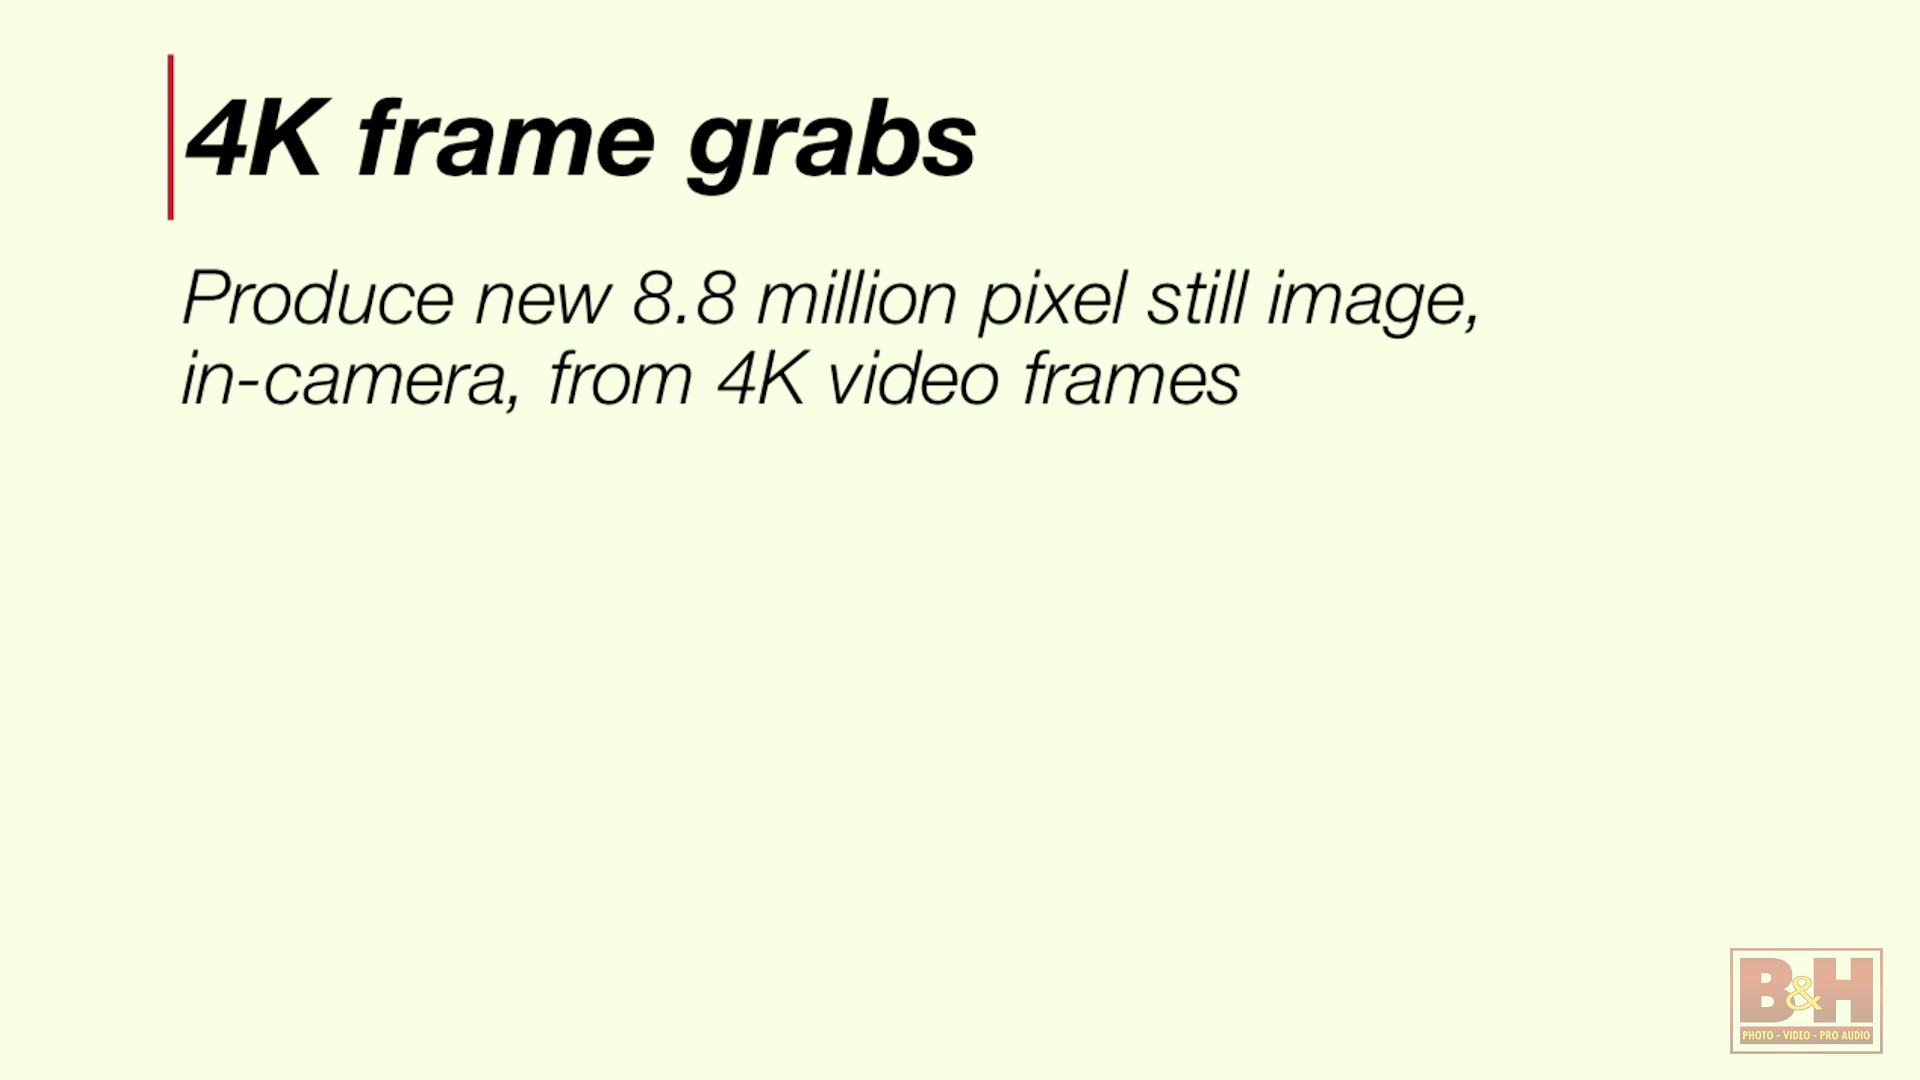 4K frame grabs
Produce new 8.8 million pixel still image,
in-camera, from 4K video frames
B&H
PHOTO - VIDEO - PRO AUDIO